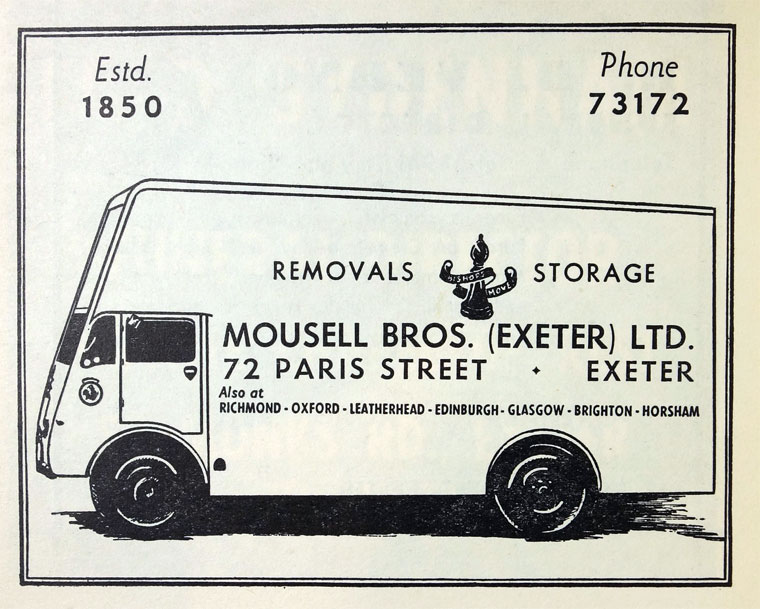 Estd.
1850
Phone
73172
REMOVALS
BISHOPS
MOVE
STORAGE
MOUSELL BROS. (EXETER) LTD.
72 PARIS STREET • EXETER
Also at
RICHMOND - OXFORD - LEATHERHEAD - EDINBURGH - GLASGOW - BRIGHTON - HORSHAM